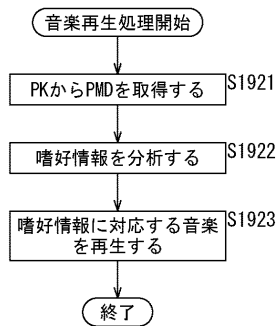 音楽再生処理開始
PKからPMDを取得する
S1921
嗜好情報を分析する
S1922
嗜好情報に対応する音楽
を再生する
S1923
終了